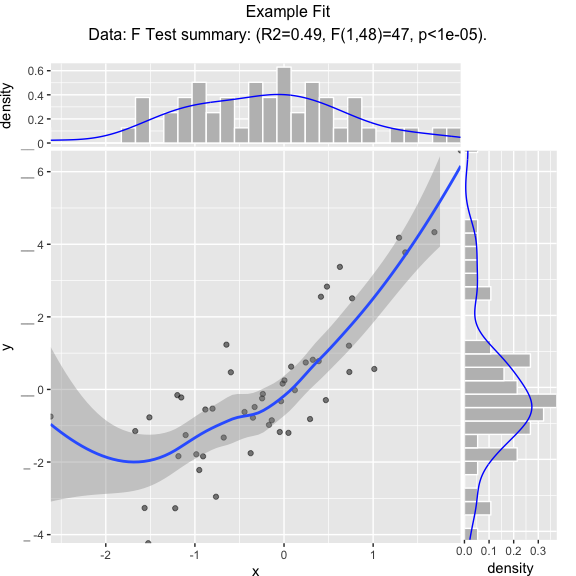 Example Fit
Data: F Test summary: (R2=0.49, F(1,48)=47, p<1e-05).
density
0.6
0.4
0.2
0
y
6
4
2
0
−2
−4
-2
-1
0
1
x
0.0 0.1 0.2 0.3
density